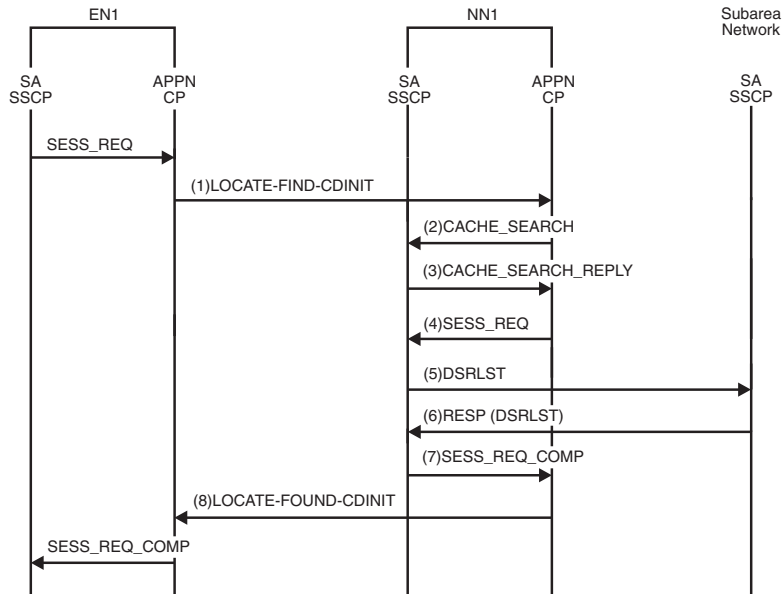 EN1
NN1
Subarea
Network
SA
SSCP
APPN
CP
SA
SSCP
APPN
CP
SA
SSCP
SESS_REQ
(1)LOCATE-FIND-CDINIT
(2)CACHE_SEARCH
(3)CACHE_SEARCH_REPLY
(4)SESS_REQ
(5)DSRLST
(6)RESP (DSRLST)
(7)SESS_REQ_COMP
(8)LOCATE-FOUND-CDINIT
SESS_REQ_COMP